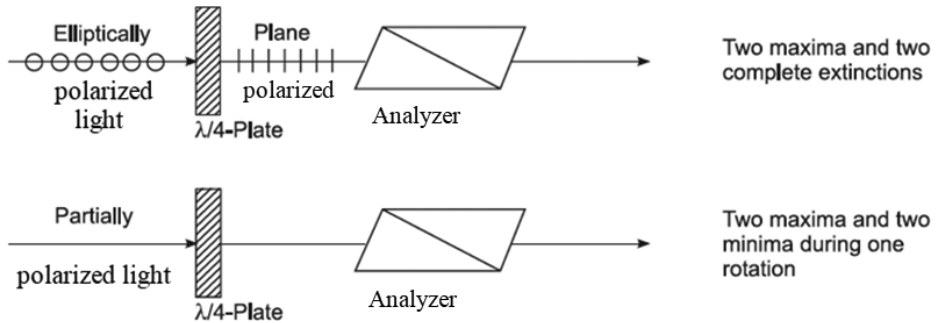 Elliptically
polarized
light
λ/4-Plate
Plane
polarized
Analyzer
Two maxima and two
complete extinctions
Partially
polarized light
λ/4-Plate
Analyzer
Two maxima and two
minima during one
rotation